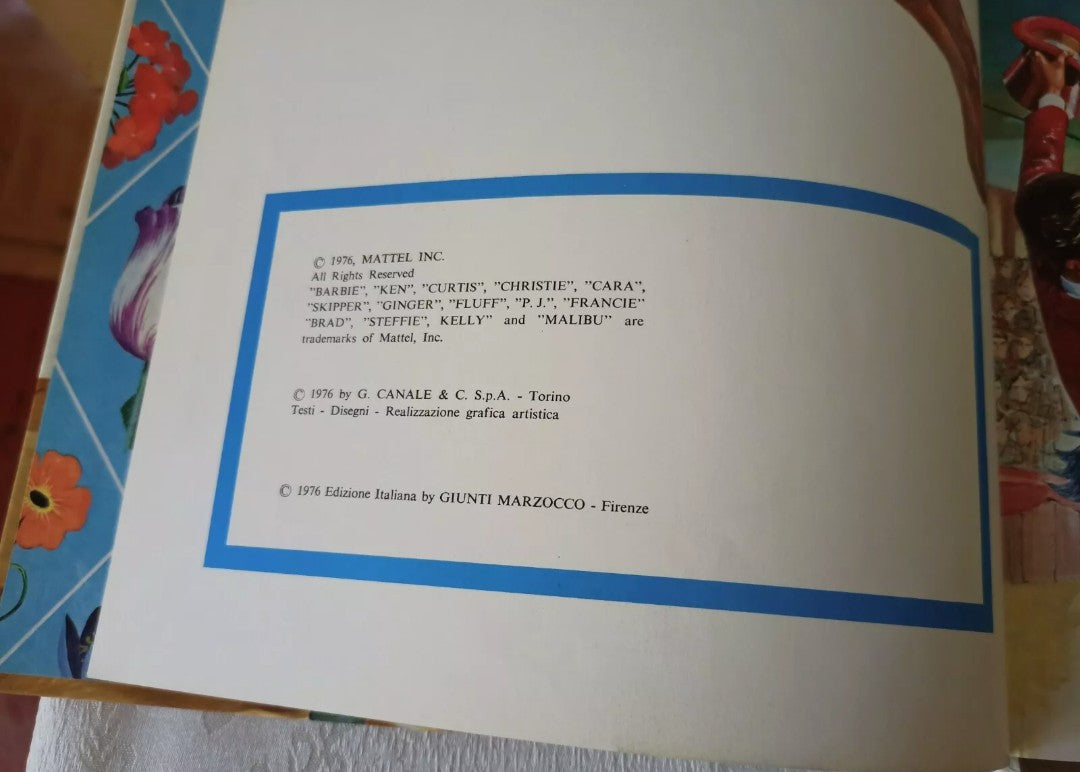 © 1976, MATTEL INC.
All Rights Reserved
"BARBIE", "KEN", "CURTIS", "CHRISTIE", "CARA",
"SKIPPER", "GINGER", "FLUFF", "P.J.", "FRANCIE"
"BRAD", "STEFFIE", KELLY" and "MALIBU" are
trademarks of Mattel, Inc.
© 1976 by G. CANALE & C. S.p.A. - Torino
Testi - Disegni - Realizzazione grafica artistica
© 1976 Edizione Italiana by GIUNTI MARZOCCO - Firenze